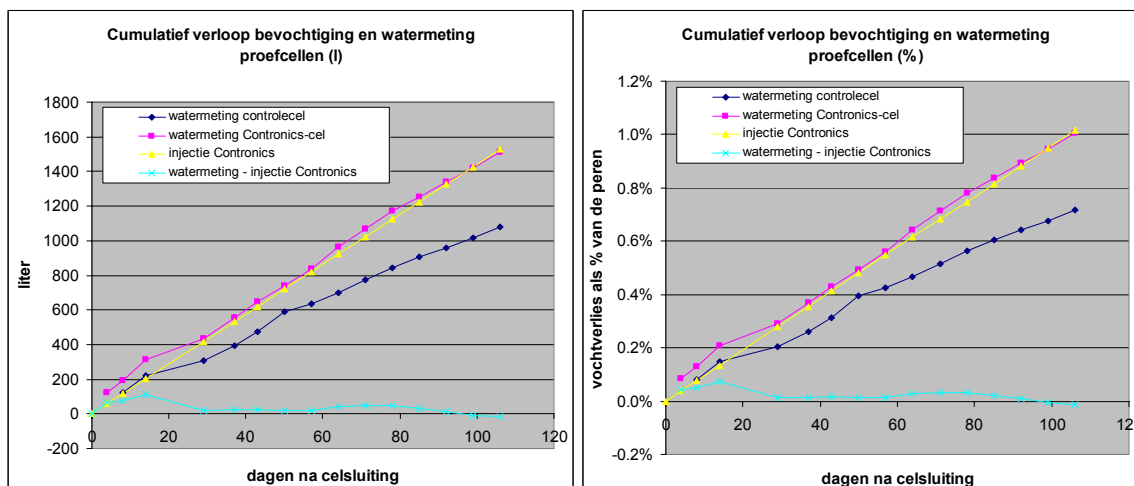 Cumulatief verloop bevochtiging en watermeting
proefcellen (l)
1800
1600
1400
1200
1000
800
600
400
200
0
-200
liter
watermeting controlecel
watermeting Contronics-cel
injectie Contronics
watermeting - injectie Contronics
0 20 40 60 80 100 120
dagen na celsluiting
Cumulatief verloop bevochtiging en watermeting
proefcellen (%)
1.2%
1.0%
0.8%
0.6%
0.4%
0.2%
0.0%
-0.2%
vochtverlies als % van de peren
watermeting controlecel
watermeting Contronics-cel
injectie Contronics
watermeting - injectie Contronics
0 20 40 60 80 100 120
dagen na celsluiting